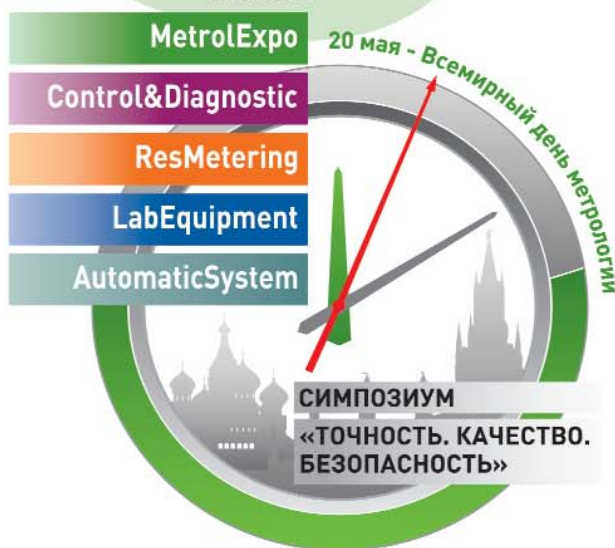 MetrolExpo
20 мая - Всемирный день метрологии
Control&Diagnostic
ResMetering
LabEquipment
AutomaticSystem
СИМПОЗИУМ
«ТОЧНОСТЬ. КАЧЕСТВО.
БЕЗОПАСНОСТЬ»